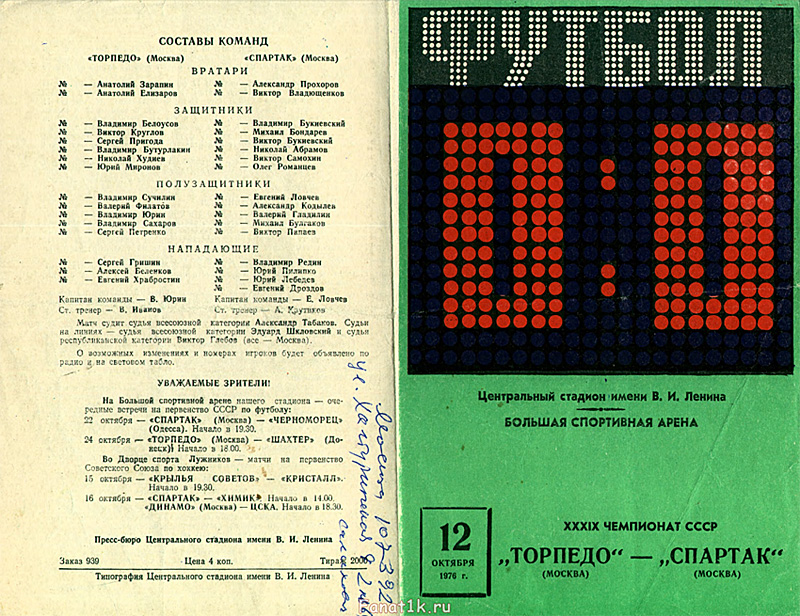 СОСТАВЫ КОМАНД
«ТОРПЕДО» (Москва) «СПАРТАК» (Москва)
ВРАТАРИ
№ — Анатолий Зарапин № — Александр Прохоров
№ — Анатолий Елизаров № — Виктор Владющенков
ЗАЩИТНИКИ
№ — Владимир Белоусов № — Владимир Букиевский
№ — Виктор Круглов № — Михаил Бондарев
№ — Сергей Пригода № — Виктор Букиевский
№ — Владимир Бутурлакин № — Николай Абрамов
№ — Николай Худиев № — Виктор Самохин
№ — Юрий Миронов № — Олег Романцев
ПОЛУЗАЩИТНИКИ
№ — Владимир Сучилин № — Евгений Ловчев
№ — Валерий Филатов № — Александр Кодылев
№ — Владимир Юрин № — Валерий Гладилин
№ — Владимир Сахаров № — Михаил Булгаков
№ — Сергей Петренко № — Виктор Папаев
НАПАДАЮЩИЕ
№ — Сергей Гришин № — Владимир Редин
№ — Алексей Беленков № — Юрий Пилипко
№ — Евгений Храбростин № — Юрий Лебедев
№ — Евгений Дроздов
Капитан команды — В. Юрин Капитан команды — Е. Ловчев
Ст. тренер — В. Иванов Ст. тренер — А. Крутиков
Матч судит судья всесоюзной категории Александр Табаков. Судьи
на линиях — судья всесоюзной категории Эдуард Шкловский и судья
республиканской категории Виктор Глебов (все — Москва).
О возможных изменениях и номерах игроков будет объявлено по
радио и на световом табло.
УВАЖАЕМЫЕ ЗРИТЕЛИ!
На Большой спортивной арене нашего стадиона — оче-
редные встречи на первенство СССР по футболу:
22 октября — «СПАРТАК» (Москва) — «ЧЕРНОМОРЕЦ»
(Одесса). Начало в 19.30.
24 октября — «ТОРПЕДО» (Москва) — «ШАХТЕР» (До-
нецк)! Начало в 18.00.
Во Дворце спорта Лужников — матчи на первенство
Советского Союза по хоккею:
15 октября — «КРЫЛЬЯ СОВЕТОВ» — «КРИСТАЛЛ».
Начало в 19.30.
16 октября — «СПАРТАК» — «ХИМИК». Начало в 14.00.
«ДИНАМО» (Москва) — ЦСКА. Начало в 18.30.
Пресс-бюро Центрального стадиона имени В. И. Ленина
Заказ 939 Цена 4 коп. Тираж
Типография Центрального стадиона имени В. И. Ленина
Москва 107-392
ул. Халтуринская
ФУТБОЛ
0:0
Центральный стадион имени В. И. Ленина
БОЛЬШАЯ СПОРТИВНАЯ АРЕНА
12
ОКТЯБРЯ
1976 г.
XXXIX ЧЕМПИОНАТ СССР
„ТОРПЕДО“ — „СПАРТАК“
(МОСКВА) (МОСКВА)
fanat1k.ru